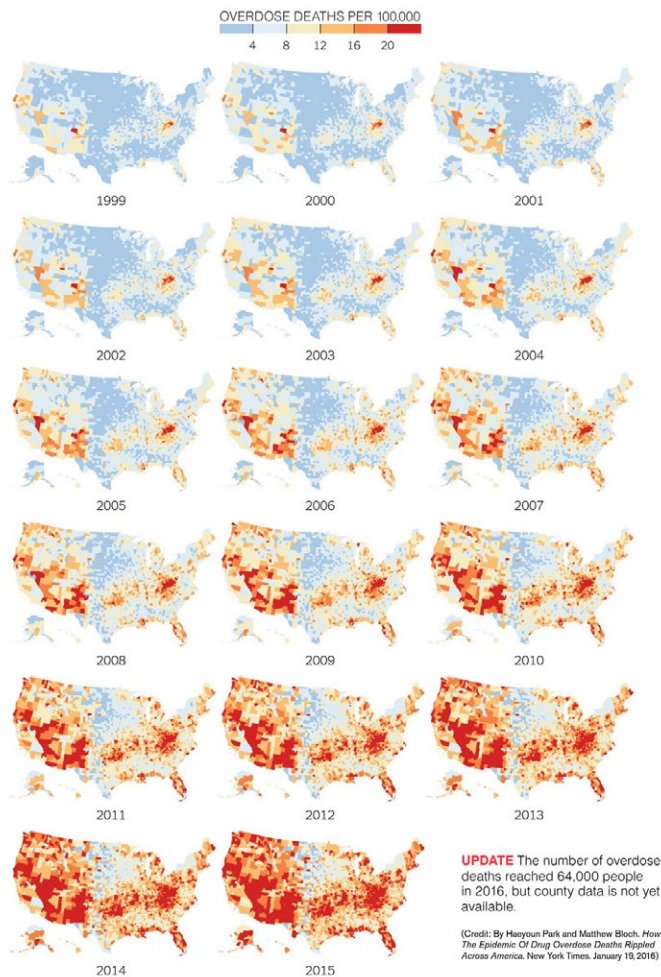 OVERDOSE DEATHS PER 100,000
4 8 12 16 20
1999 2000 2001
2002 2003 2004
2005 2006 2007
2008 2009 2010
2011 2012 2013
UPDATE The number of overdose
deaths reached 64,000 people
in 2016, but county data is not yet
available.
(Credit: By Haeyoun Park and Matthew Bloch. How
The Epidemic Of Drug Overdose Deaths Rippled
Across America. New York Times. January 19, 2016)
2014 2015